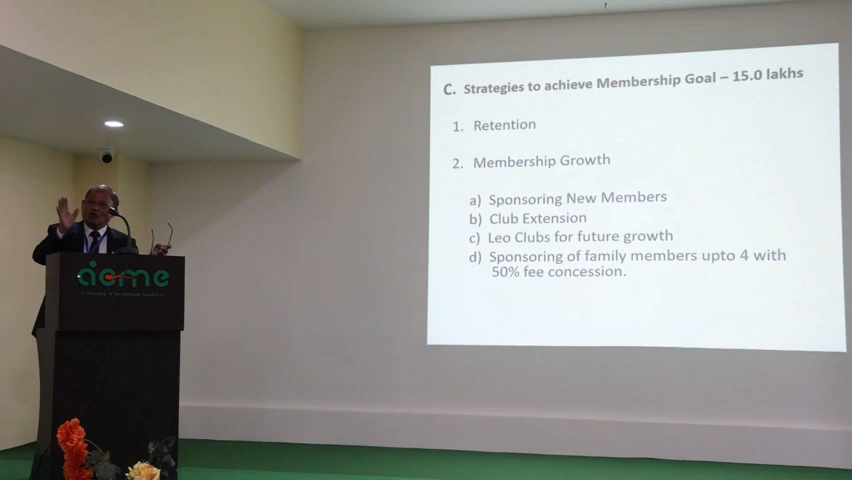 C. Strategies to achieve Membership Goal – 15.0 lakhs
1. Retention
2. Membership Growth
a) Sponsoring New Members
b) Club Extension
c) Leo Clubs for future growth
d) Sponsoring of family members upto 4 with
50% fee concession.
acme